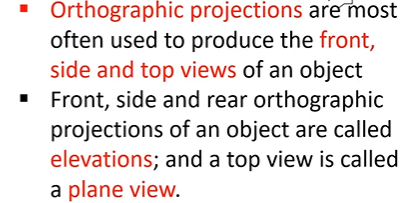 ▪ Orthographic projections are most
often used to produce the front,
side and top views of an object
▪ Front, side and rear orthographic
projections of an object are called
elevations; and a top view is called
a plane view.